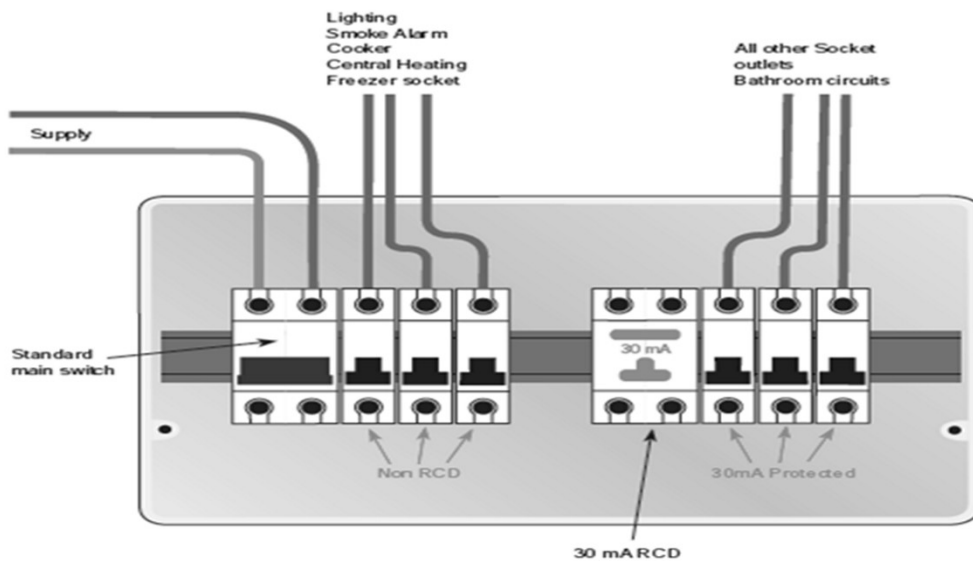 Lighting
Smoke Alarm
Cooker
Central Heating
Freezer socket
All other Socket
outlets
Bathroom circuits
Supply
Standard
main switch
30 mA
Non RCD
30mA Protected
30 mA RCD